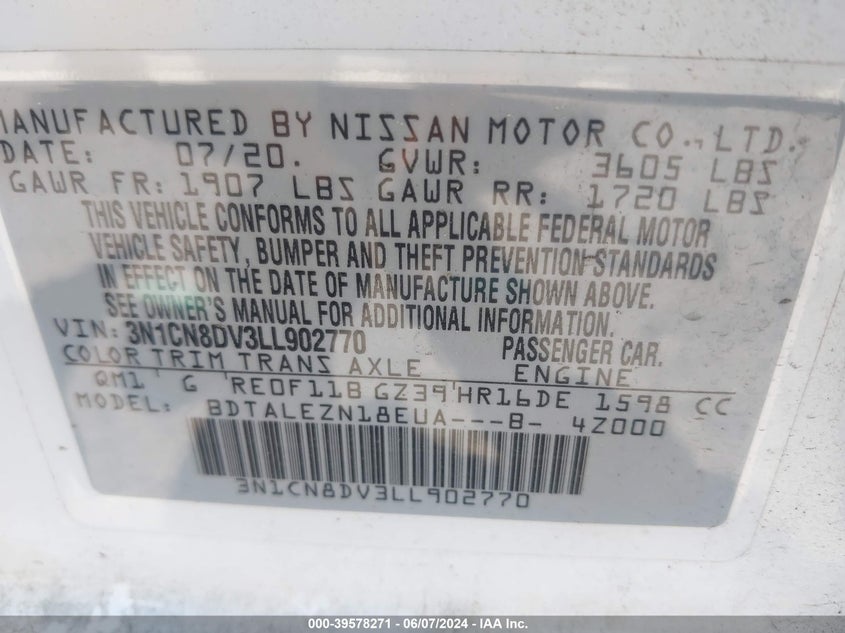 MANUFACTURED BY NISSAN MOTOR CO., LTD.
DATE: 07/20. GVWR: 3605 LBS
GAWR FR: 1907 LBS GAWR RR: 1720 LBS
THIS VEHICLE CONFORMS TO ALL APPLICABLE FEDERAL MOTOR
VEHICLE SAFETY, BUMPER AND THEFT PREVENTION STANDARDS
IN EFFECT ON THE DATE OF MANUFACTURE SHOWN ABOVE.
SEE OWNER'S MANUAL FOR ADDITIONAL INFORMATION.
VIN: 3N1CN8DV3LL902770 PASSENGER CAR.
COLOR TRIM TRANS AXLE ENGINE
QM1 G RE0F11B GZ39 HR16DE 1598 CC
MODEL: BDTALEZN18EUA---B- 4Z000
3N1CN8DV3LL902770
000-39578271 - 06/07/2024 - IAA Inc.